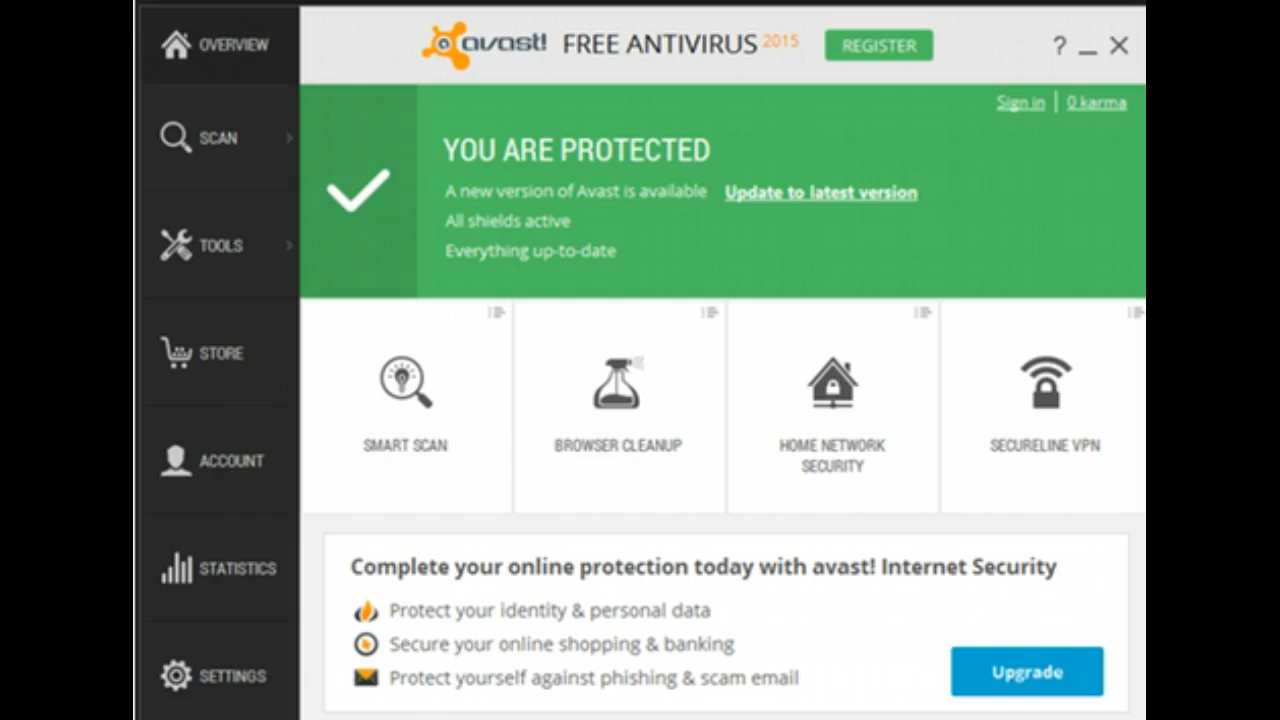 OVERVIEW
avast! FREE ANTIVIRUS 2015 REGISTER ? _ X
Sign in | 0 karma
SCAN
YOU ARE PROTECTED
A new version of Avast is available Update to latest version
All shields active
TOOLS
Everything up-to-date
STORE
SMART SCAN
BROWSER CLEANUP
HOME NETWORK
SECURITY
SECURELINE VPN
ACCOUNT
STATISTICS
Complete your online protection today with avast! Internet Security
Protect your identity & personal data
Secure your online shopping & banking
Protect yourself against phishing & scam email
Upgrade
SETTINGS